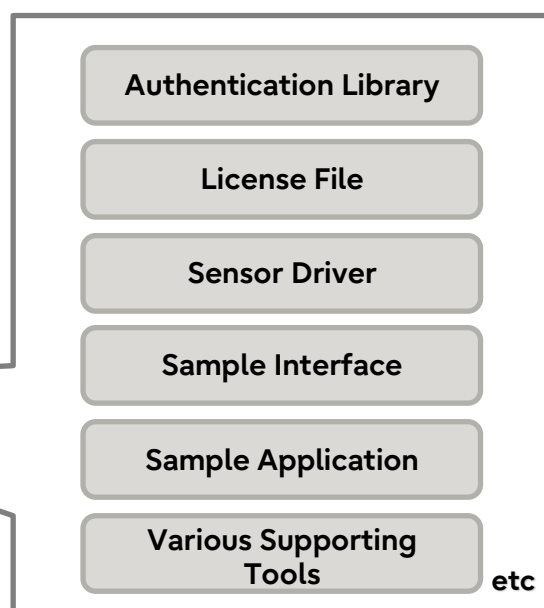 Authentication Library
License File
Sensor Driver
Sample Interface
Sample Application
Various Supporting
Tools
etc